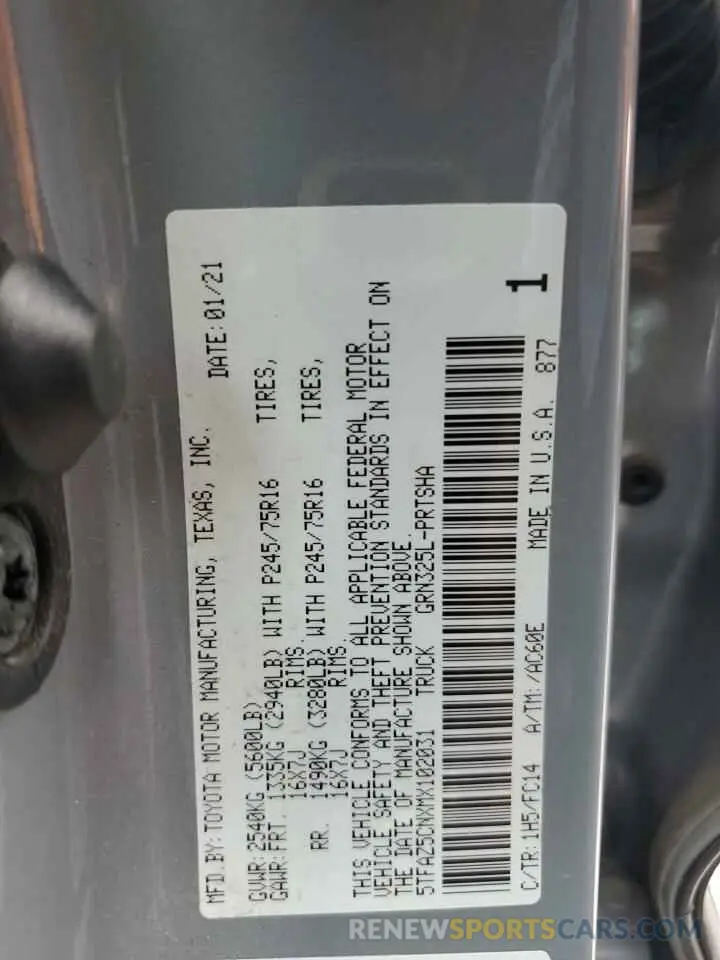 MFD.BY:TOYOTA MOTOR MANUFACTURING, TEXAS, INC. DATE:01/21
GVWR:2540KG (5600LB)
GAWR:FRT. 1335KG (2940LB) WITH P245/75R16 TIRES,
16X7J RIMS.
RR. 1490KG (3280LB) WITH P245/75R16 TIRES,
16X7J RIMS.
THIS VEHICLE CONFORMS TO ALL APPLICABLE FEDERAL MOTOR
VEHICLE SAFETY AND THEFT PREVENTION STANDARDS IN EFFECT ON
THE DATE OF MANUFACTURE SHOWN ABOVE.
5TFAZ5CNXMX102031 TRUCK GRN325L-PRTSHA
C/TR:1H5/FC14 A/TM:/AC60E MADE IN U.S.A. 877
1
RENEWSPORTSCARS.COM